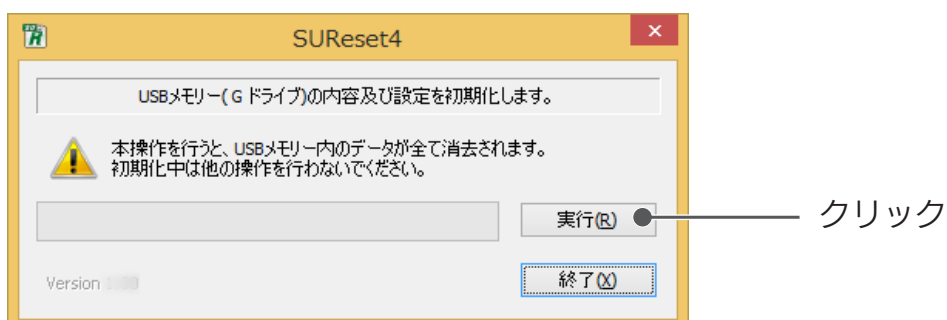 SUReset4
USBメモリー( G ドライブ)の内容及び設定を初期化します。
本操作を行うと、USBメモリー内のデータが全て消去されます。
初期化中は他の操作を行わないでください。
実行(R)
クリック
Version
終了(X)